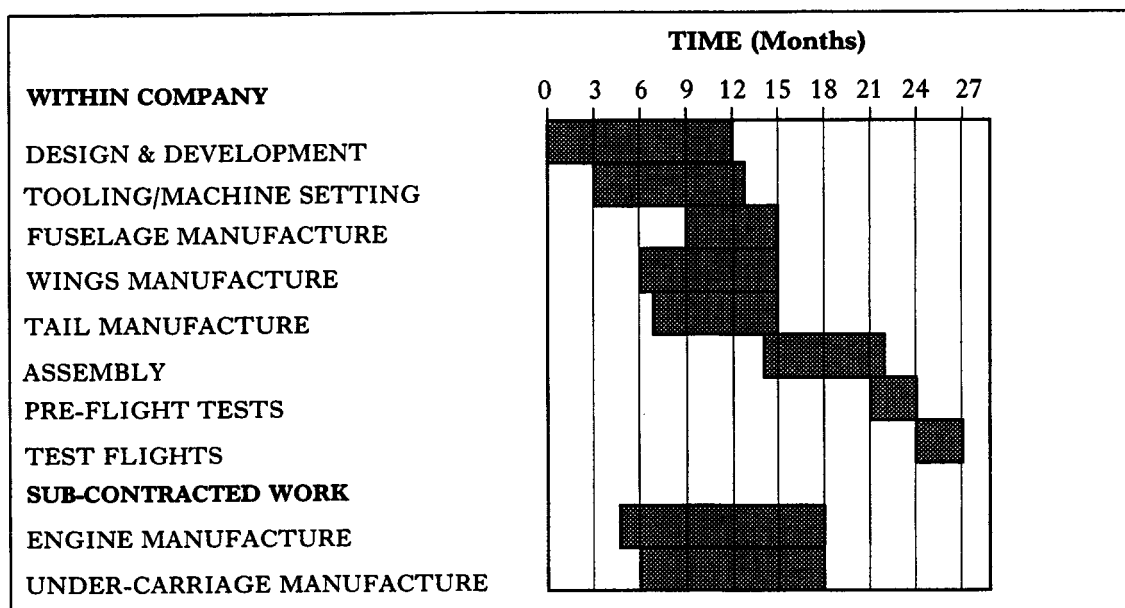 TIME (Months)
WITHIN COMPANY 0 3 6 9 12 15 18 21 24 27
DESIGN & DEVELOPMENT
TOOLING/MACHINE SETTING
FUSELAGE MANUFACTURE
WINGS MANUFACTURE
TAIL MANUFACTURE
ASSEMBLY
PRE-FLIGHT TESTS
TEST FLIGHTS
SUB-CONTRACTED WORK
ENGINE MANUFACTURE
UNDER-CARRIAGE MANUFACTURE